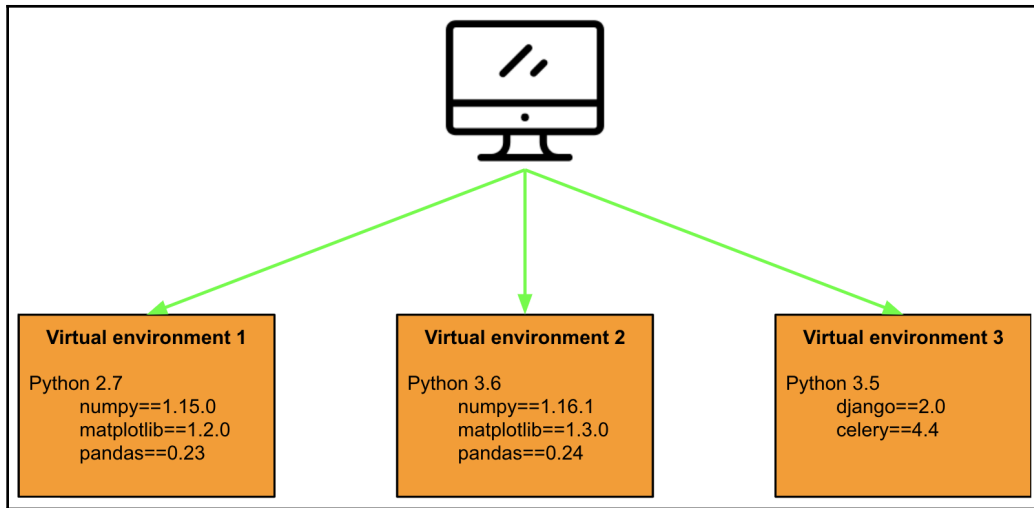 Virtual environment 1
Python 2.7
numpy==1.15.0
matplotlib==1.2.0
pandas==0.23
Virtual environment 2
Python 3.6
numpy==1.16.1
matplotlib==1.3.0
pandas==0.24
Virtual environment 3
Python 3.5
django==2.0
celery==4.4